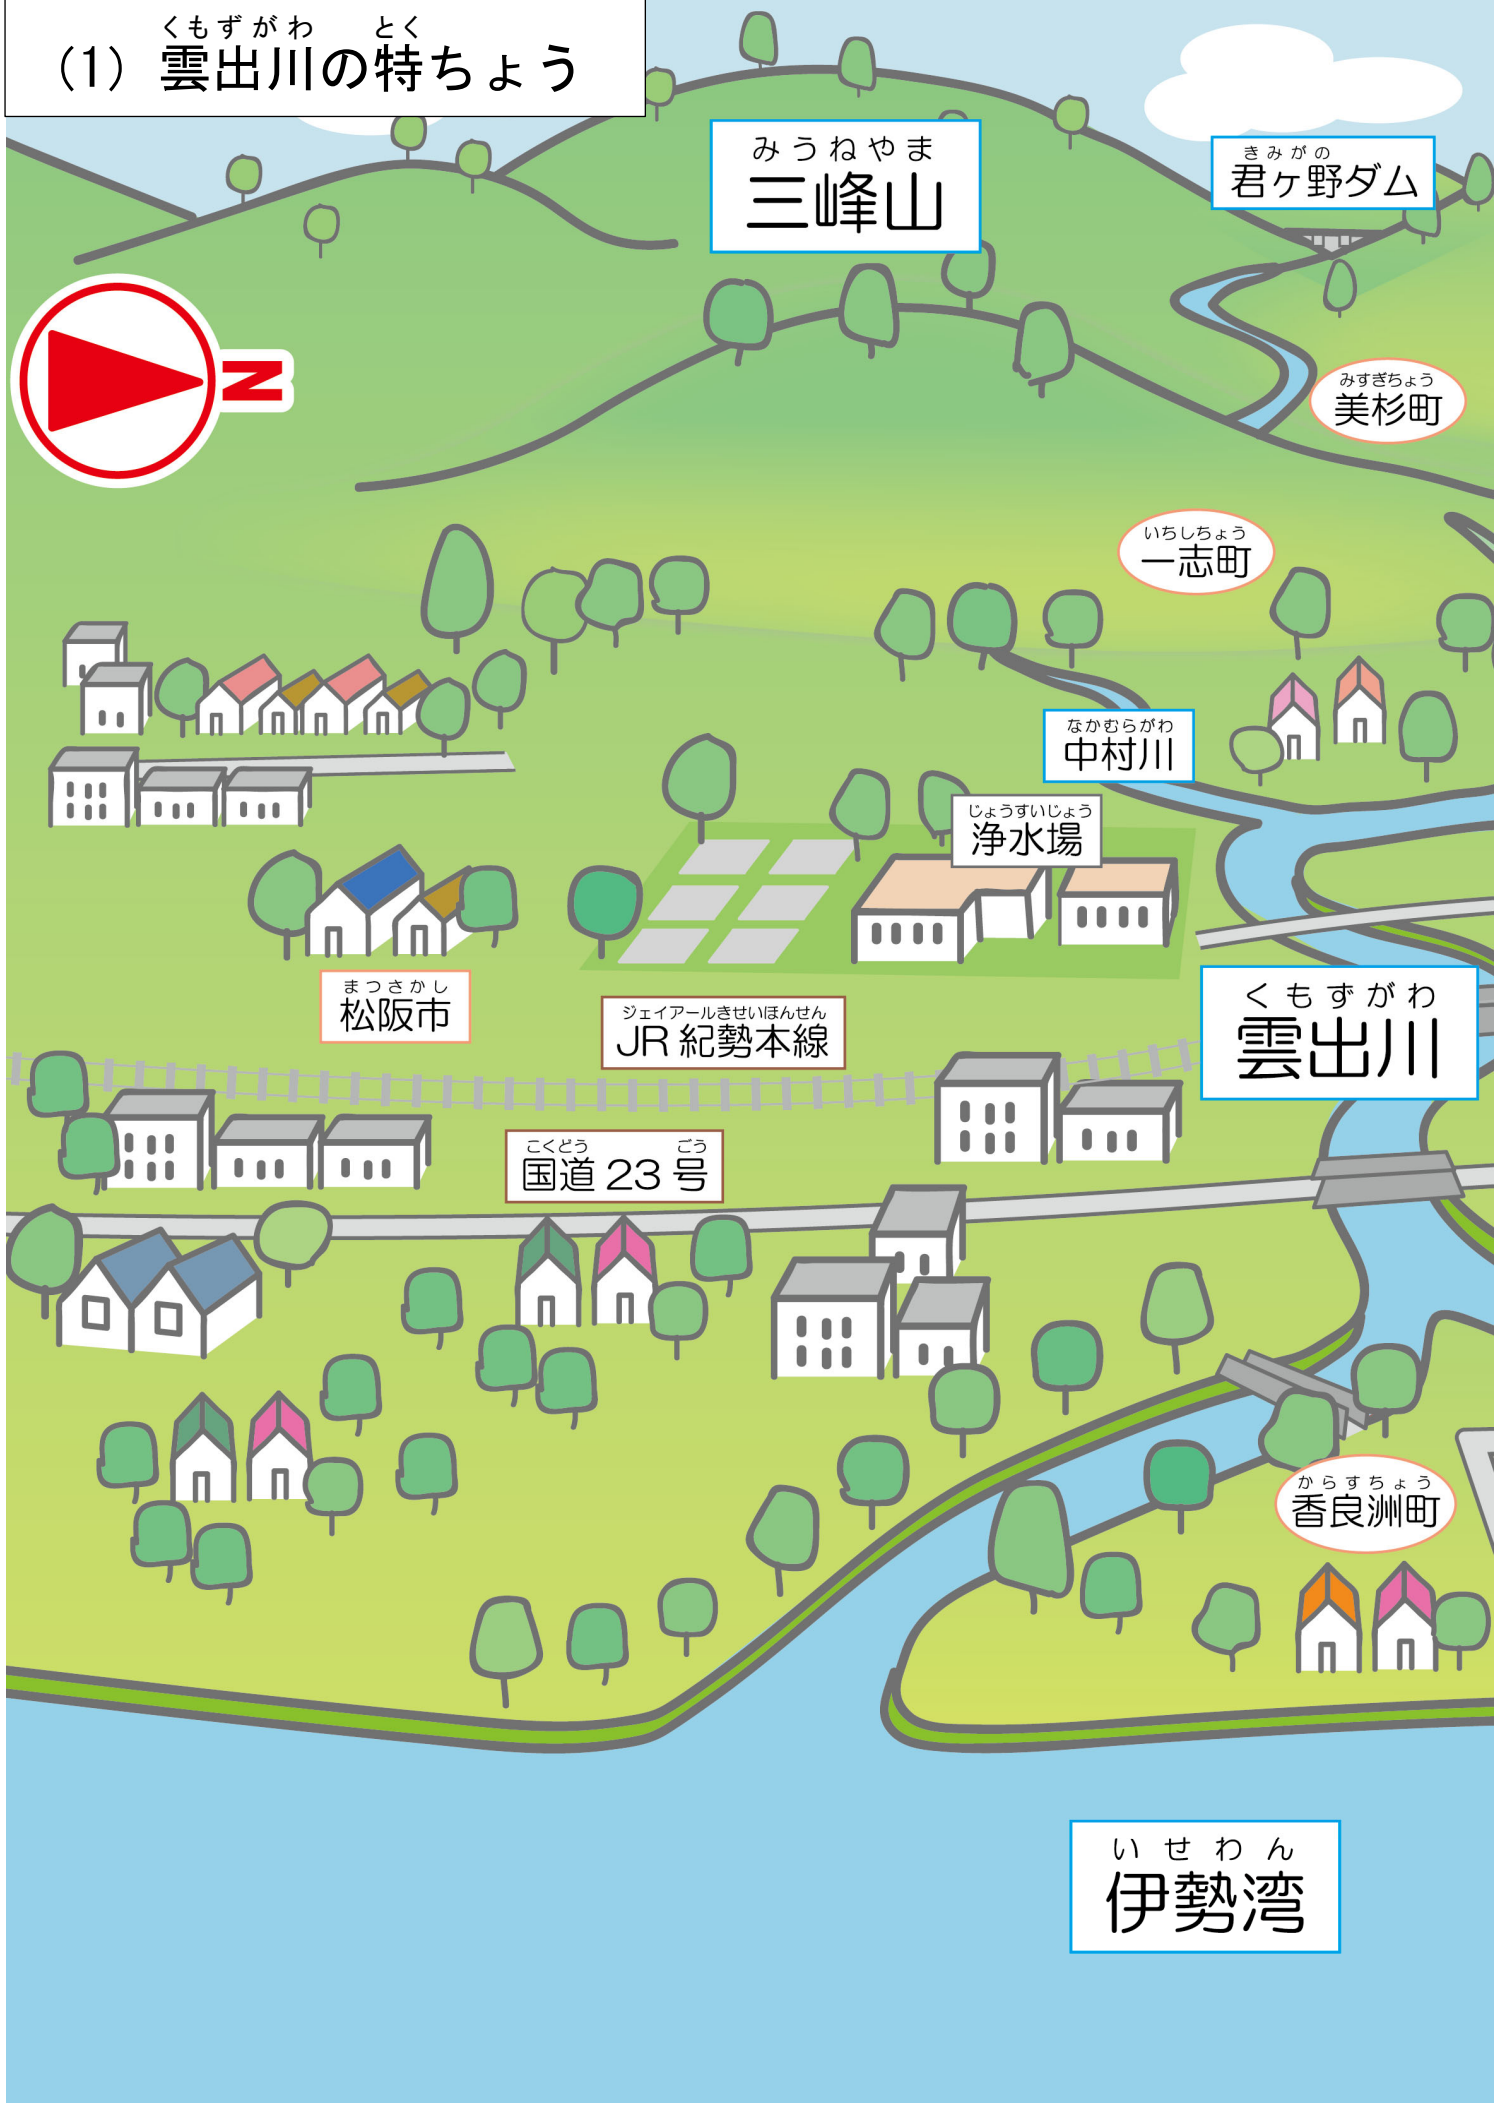 くもずがわ とく
(1) 雲出川の特ちょう
みうねやま
三峰山
きみがの
君ヶ野ダム
N
みすぎちょう
美杉町
いちしちょう
一志町
なかむらがわ
中村川
じょうすいじょう
浄水場
まつさかし
松阪市
ジェイアールきせいほんせん
JR 紀勢本線
くもずがわ
雲出川
こくどう ごう
国道 23 号
からすちょう
香良洲町
いせわん
伊勢湾